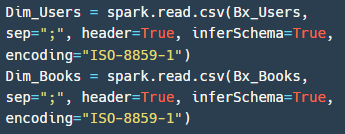 Dim_Users = spark.read.csv(Bx_Users,
sep=";", header=True, inferSchema=True,
encoding="ISO-8859-1")
Dim_Books = spark.read.csv(Bx_Books,
sep=";", header=True, inferSchema=True,
encoding="ISO-8859-1")